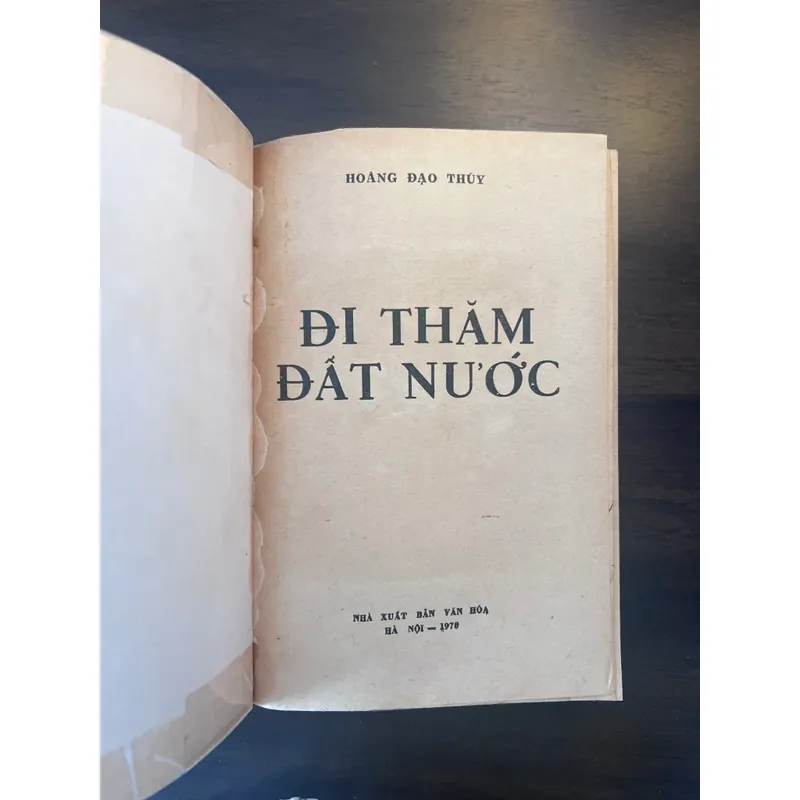 HOÀNG ĐẠO THÚY
ĐI THĂM
ĐẤT NƯỚC
NHÀ XUẤT BẢN VĂN HÓA
HÀ NỘI — 1970